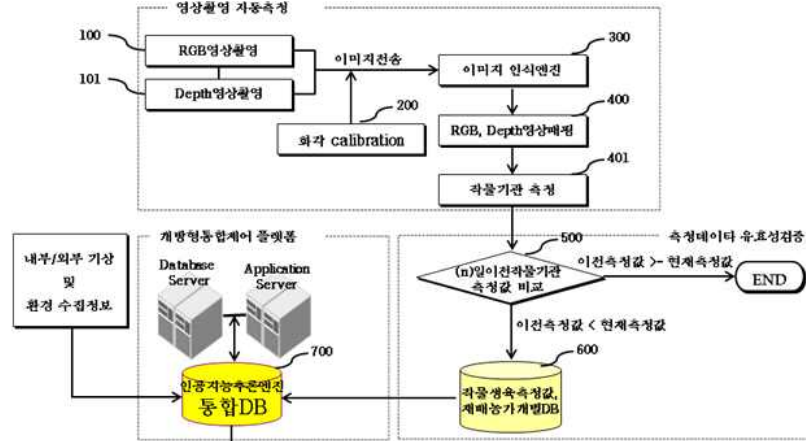 영상촬영 자동측정
100
RGB영상촬영
101
Depth영상촬영
이미지전송
200
화각 calibration
300
이미지 인식엔진
400
RGB, Depth영상매핑
401
작물기관 측정
개방형통합제어 플랫폼
측정데이타 유효성검증
내부/외부 기상
및
환경 수집정보
Database
Server
Application
Server
500
(n)일이전작물기관
측정값 비교
이전측정값 >= 현재측정값
END
이전측정값 < 현재측정값
600
작물생육측정값,
재배농가개별DB
700
인공지능추론엔진
통합DB